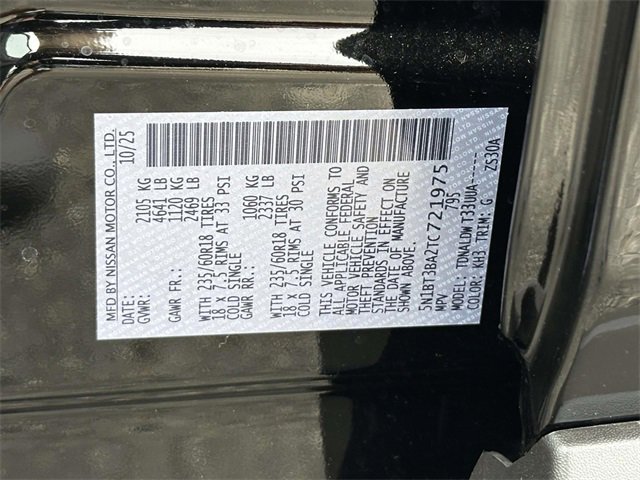 MFD BY NISSAN MOTOR CO., LTD.
DATE: 10/25
GVWR: 2105 KG
4641 LB
GAWR FR.: 1120 KG
2469 LB
WITH 235/60R18 TIRES
18 x 7.5 RIMS AT 33 PSI
COLD SINGLE
GAWR RR.: 1060 KG
2337 LB
WITH 235/60R18 TIRES
18 x 7.5 RIMS AT 30 PSI
COLD SINGLE
THIS VEHICLE CONFORMS TO
ALL APPLICABLE FEDERAL
MOTOR VEHICLE SAFETY AND
THEFT PREVENTION
STANDARDS IN EFFECT ON
THE DATE OF MANUFACTURE
SHOWN ABOVE.
5N1BT3BA2TC721975
MPV 795
MODEL: TDNALDW T33UUA------
COLOR: KH3 TRIM: G ZS30A